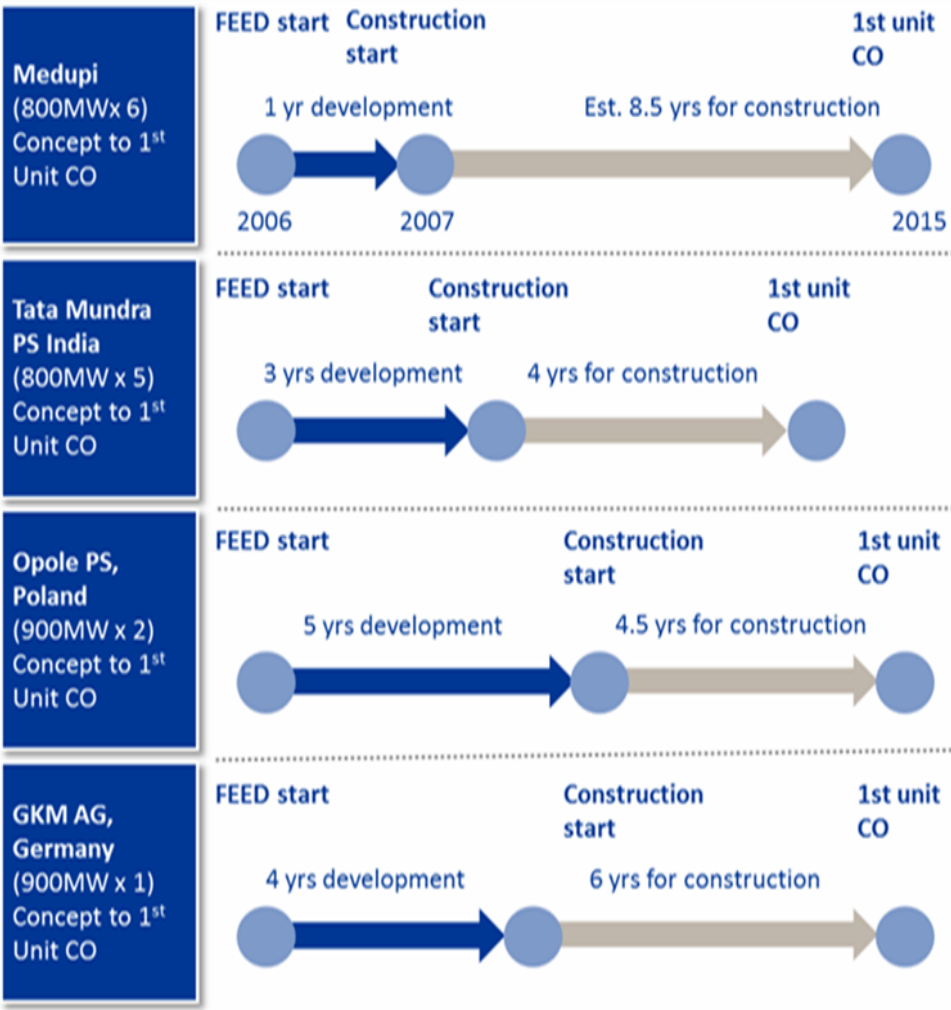 Medupi
(800MWx 6)
Concept to 1st
Unit CO
FEED start
Construction
start
1st unit
CO
1 yr development
Est. 8.5 yrs for construction
2006
2007
2015
Tata Mundra
PS India
(800MW x 5)
Concept to 1st
Unit CO
FEED start
Construction
start
1st unit
CO
3 yrs development
4 yrs for construction
Opole PS,
Poland
(900MW x 2)
Concept to 1st
Unit CO
FEED start
Construction
start
1st unit
CO
5 yrs development
4.5 yrs for construction
GKM AG,
Germany
(900MW x 1)
Concept to 1st
Unit CO
FEED start
Construction
start
1st unit
CO
4 yrs development
6 yrs for construction